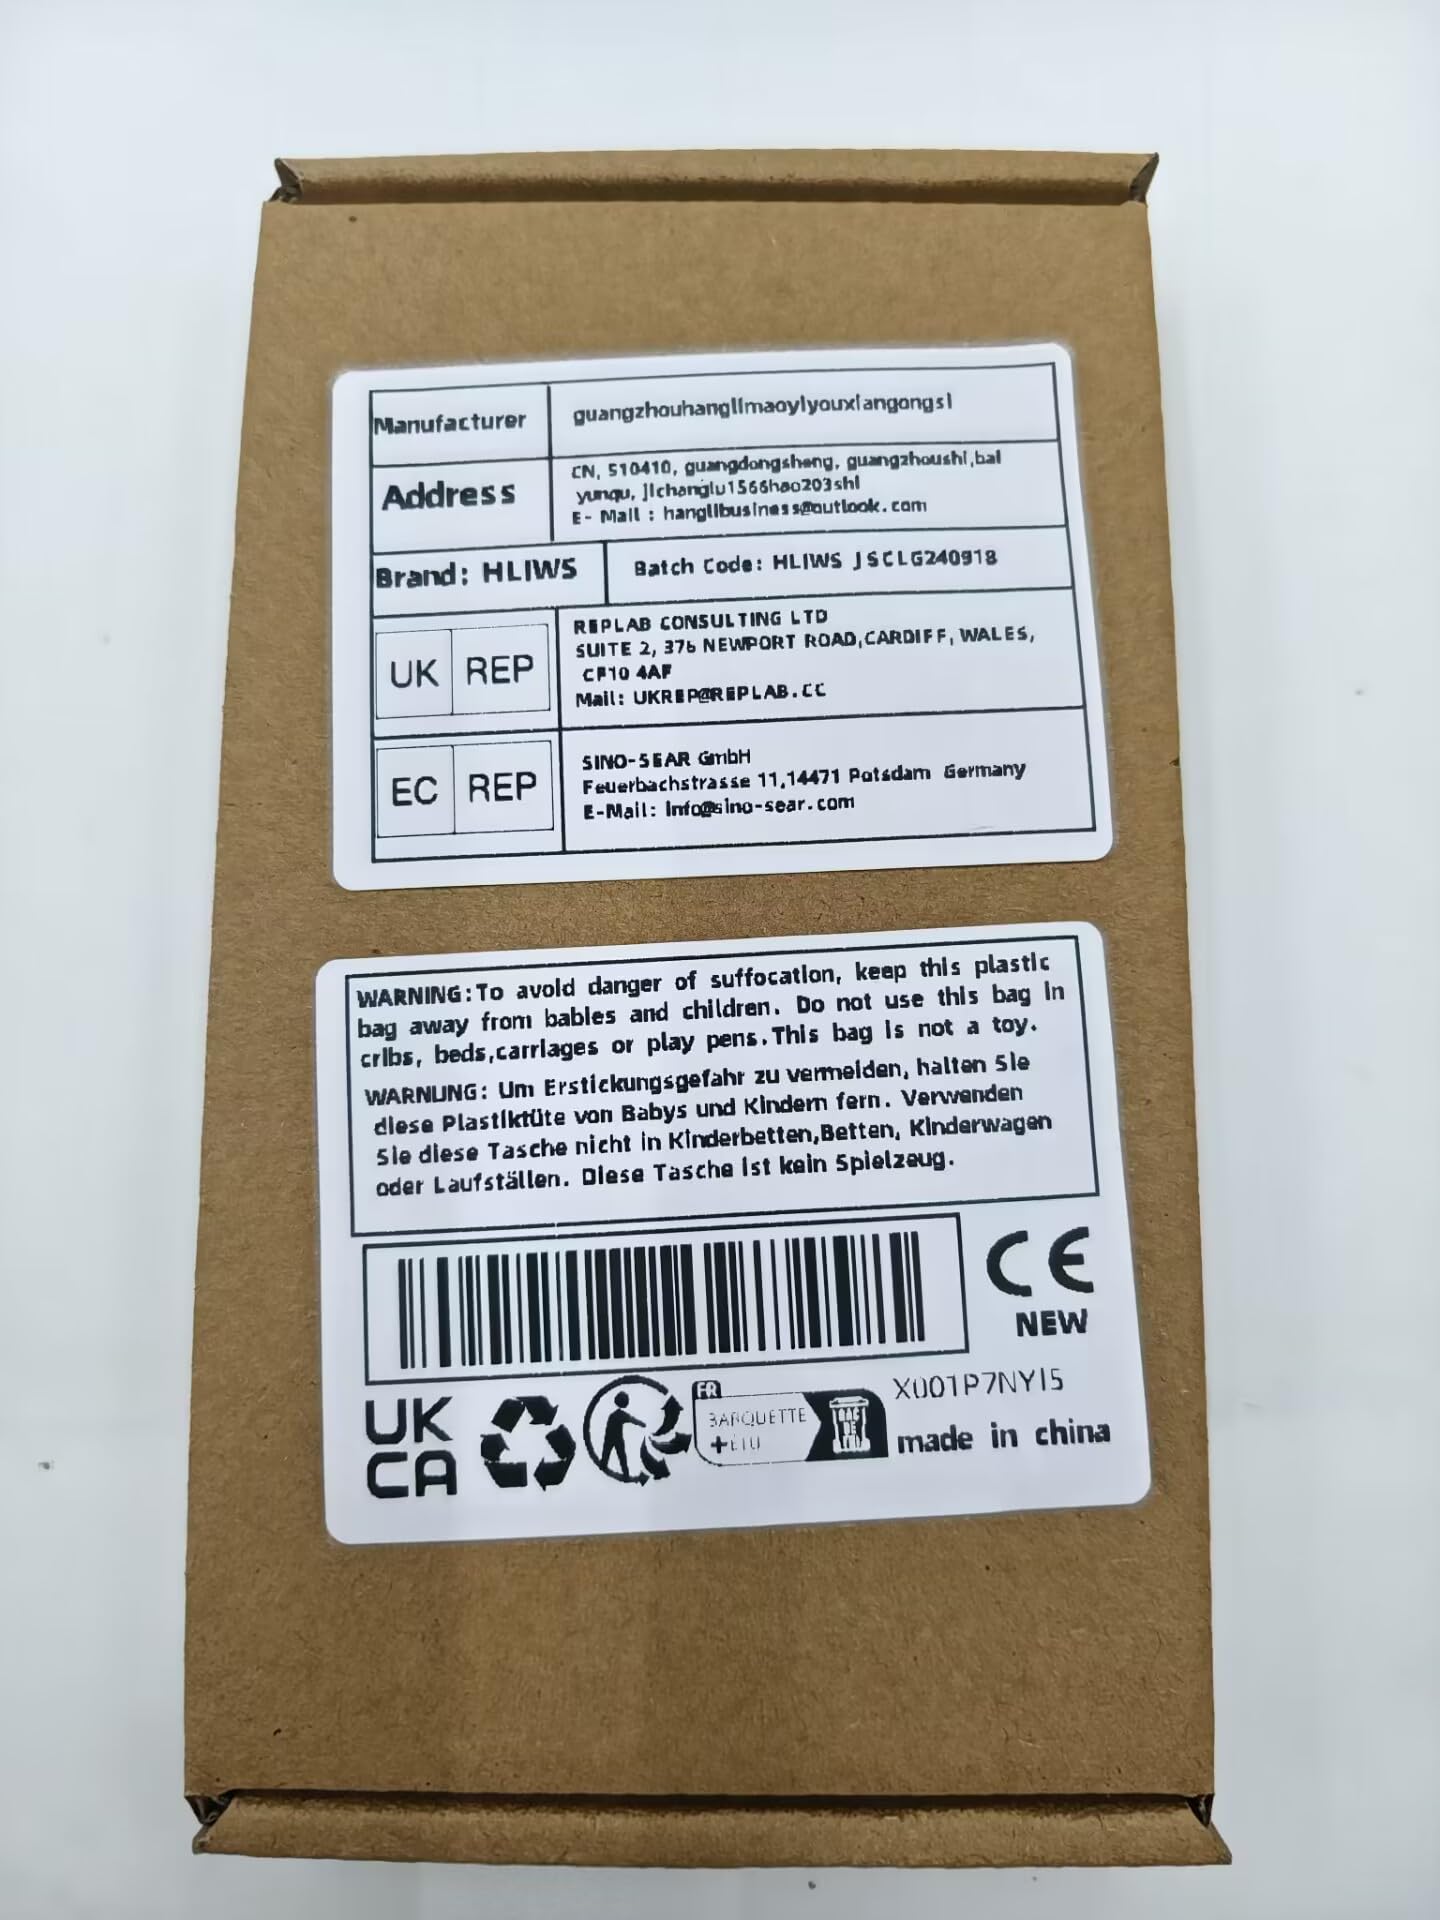 Manufacturer
guangzhouhanglimaoyiyouxiangongsi
Address
CN, 510410, guangdongsheng, guangzhoushi,bai
yunqu, jichanglu1566hao203shi
E- Mail : hanglibusiness@outlook.com
Brand: HLIWS
Batch Code: HLIWS JSCLG240918
UK REP
REPLAB CONSULTING LTD
SUITE 2, 376 NEWPORT ROAD,CARDIFF, WALES,
CF10 4AF
Mail: UKREP@REPLAB.CC
EC REP
SINO-SEAR GmbH
Feuerbachstrasse 11,14471 Potsdam Germany
E-Mail: info@sino-sear.com
WARNING:To avoid danger of suffocation, keep this plastic
bag away from babies and children. Do not use this bag in
cribs, beds,carriages or play pens.This bag is not a toy.
WARNUNG: Um Erstickungsgefahr zu vermeiden, halten Sie
diese Plastiktüte von Babys und Kindern fern. Verwenden
Sie diese Tasche nicht in Kinderbetten,Betten, Kinderwagen
oder Laufställen. Diese Tasche ist kein Spielzeug.
CE
NEW
X001P7NYI5
made in china
UK
CA
FR
BARQUETTE
+ÉTUI
BAC
DE
TRI